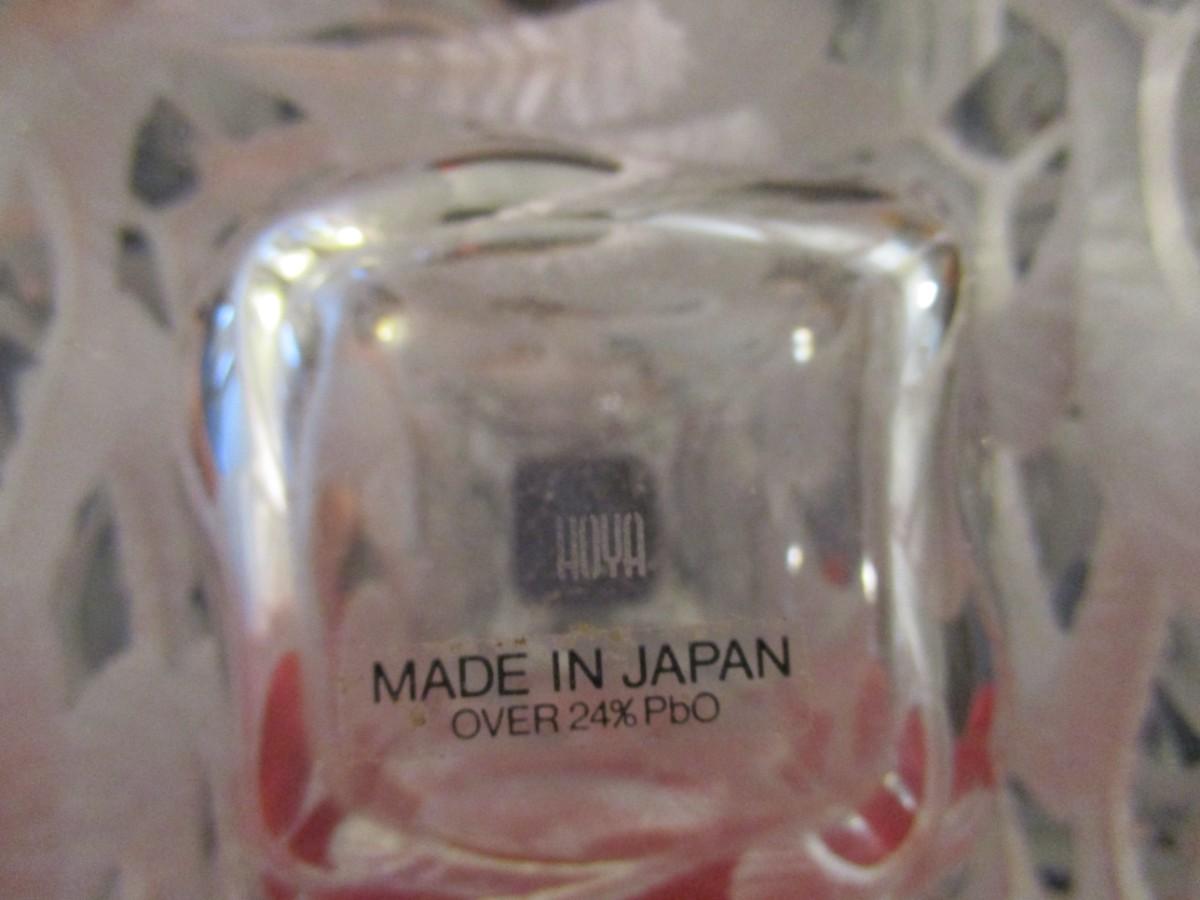 HOYA
MADE IN JAPAN
OVER 24% PbO